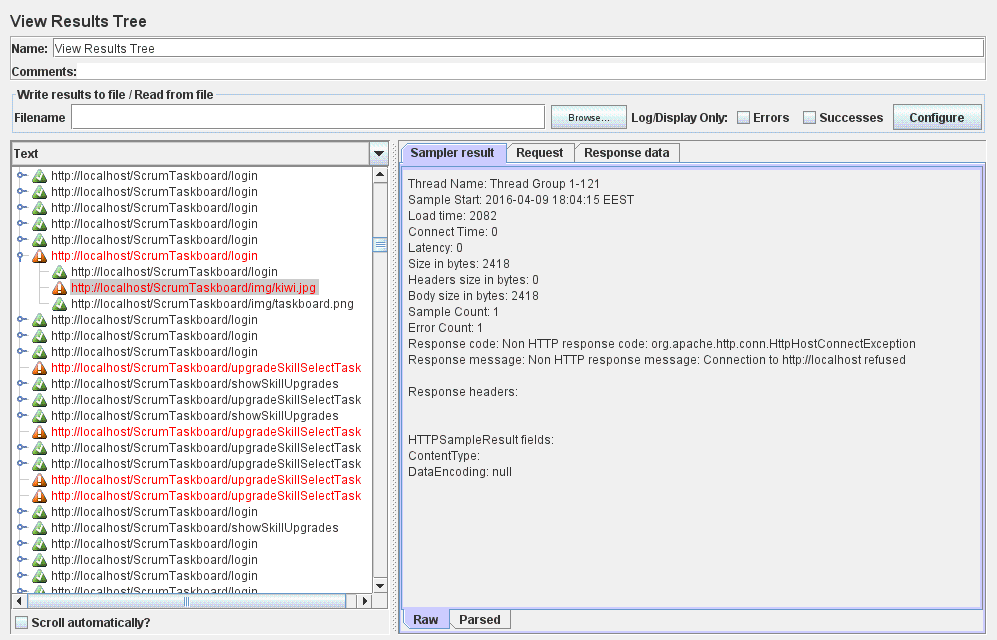 View Results Tree
Name: View Results Tree
Comments:
Write results to file / Read from file
Filename Browse... Log/Display Only: Errors Successes Configure
Text
http://localhost/ScrumTaskboard/login
http://localhost/ScrumTaskboard/login
http://localhost/ScrumTaskboard/login
http://localhost/ScrumTaskboard/login
http://localhost/ScrumTaskboard/login
http://localhost/ScrumTaskboard/login
http://localhost/ScrumTaskboard/login
http://localhost/ScrumTaskboard/img/kiwi.jpg
http://localhost/ScrumTaskboard/img/taskboard.png
http://localhost/ScrumTaskboard/login
http://localhost/ScrumTaskboard/login
http://localhost/ScrumTaskboard/login
http://localhost/ScrumTaskboard/upgradeSkillSelectTask
http://localhost/ScrumTaskboard/showSkillUpgrades
http://localhost/ScrumTaskboard/upgradeSkillSelectTask
http://localhost/ScrumTaskboard/showSkillUpgrades
http://localhost/ScrumTaskboard/upgradeSkillSelectTask
http://localhost/ScrumTaskboard/upgradeSkillSelectTask
http://localhost/ScrumTaskboard/upgradeSkillSelectTask
http://localhost/ScrumTaskboard/upgradeSkillSelectTask
http://localhost/ScrumTaskboard/upgradeSkillSelectTask
http://localhost/ScrumTaskboard/login
http://localhost/ScrumTaskboard/showSkillUpgrades
http://localhost/ScrumTaskboard/login
http://localhost/ScrumTaskboard/login
http://localhost/ScrumTaskboard/login
http://localhost/ScrumTaskboard/login
Scroll automatically?
Sampler result Request Response data
Thread Name: Thread Group 1-121
Sample Start: 2016-04-09 18:04:15 EEST
Load time: 2082
Connect Time: 0
Latency: 0
Size in bytes: 2418
Headers size in bytes: 0
Body size in bytes: 2418
Sample Count: 1
Error Count: 1
Response code: Non HTTP response code: org.apache.http.conn.HttpHostConnectException
Response message: Non HTTP response message: Connection to http://localhost refused
Response headers:
HTTPSampleResult fields:
ContentType:
DataEncoding: null
Raw Parsed